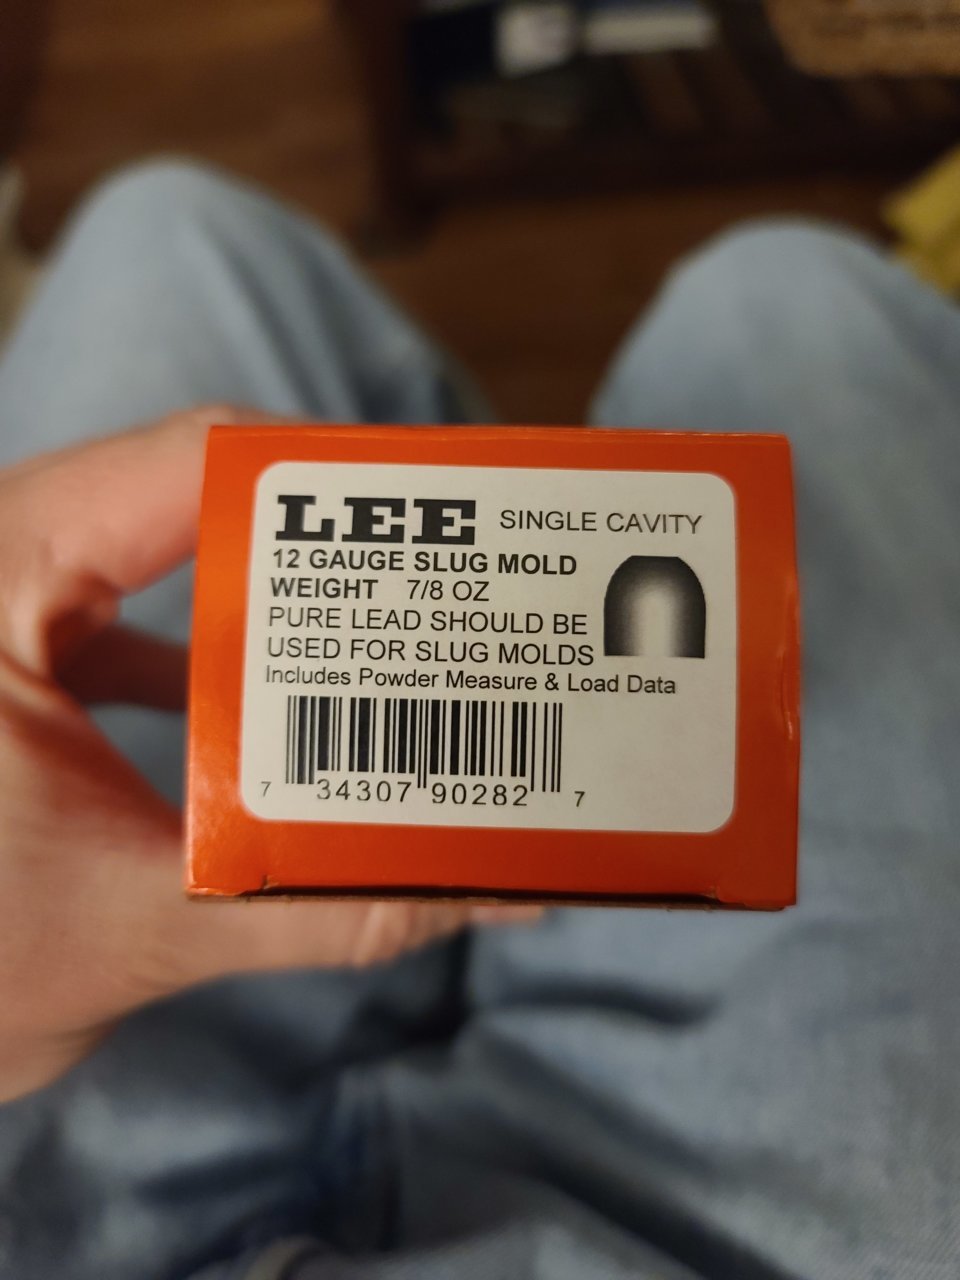 LEE SINGLE CAVITY
12 GAUGE SLUG MOLD
WEIGHT 7/8 OZ
PURE LEAD SHOULD BE
USED FOR SLUG MOLDS
Includes Powder Measure & Load Data
7 34307 90282 7